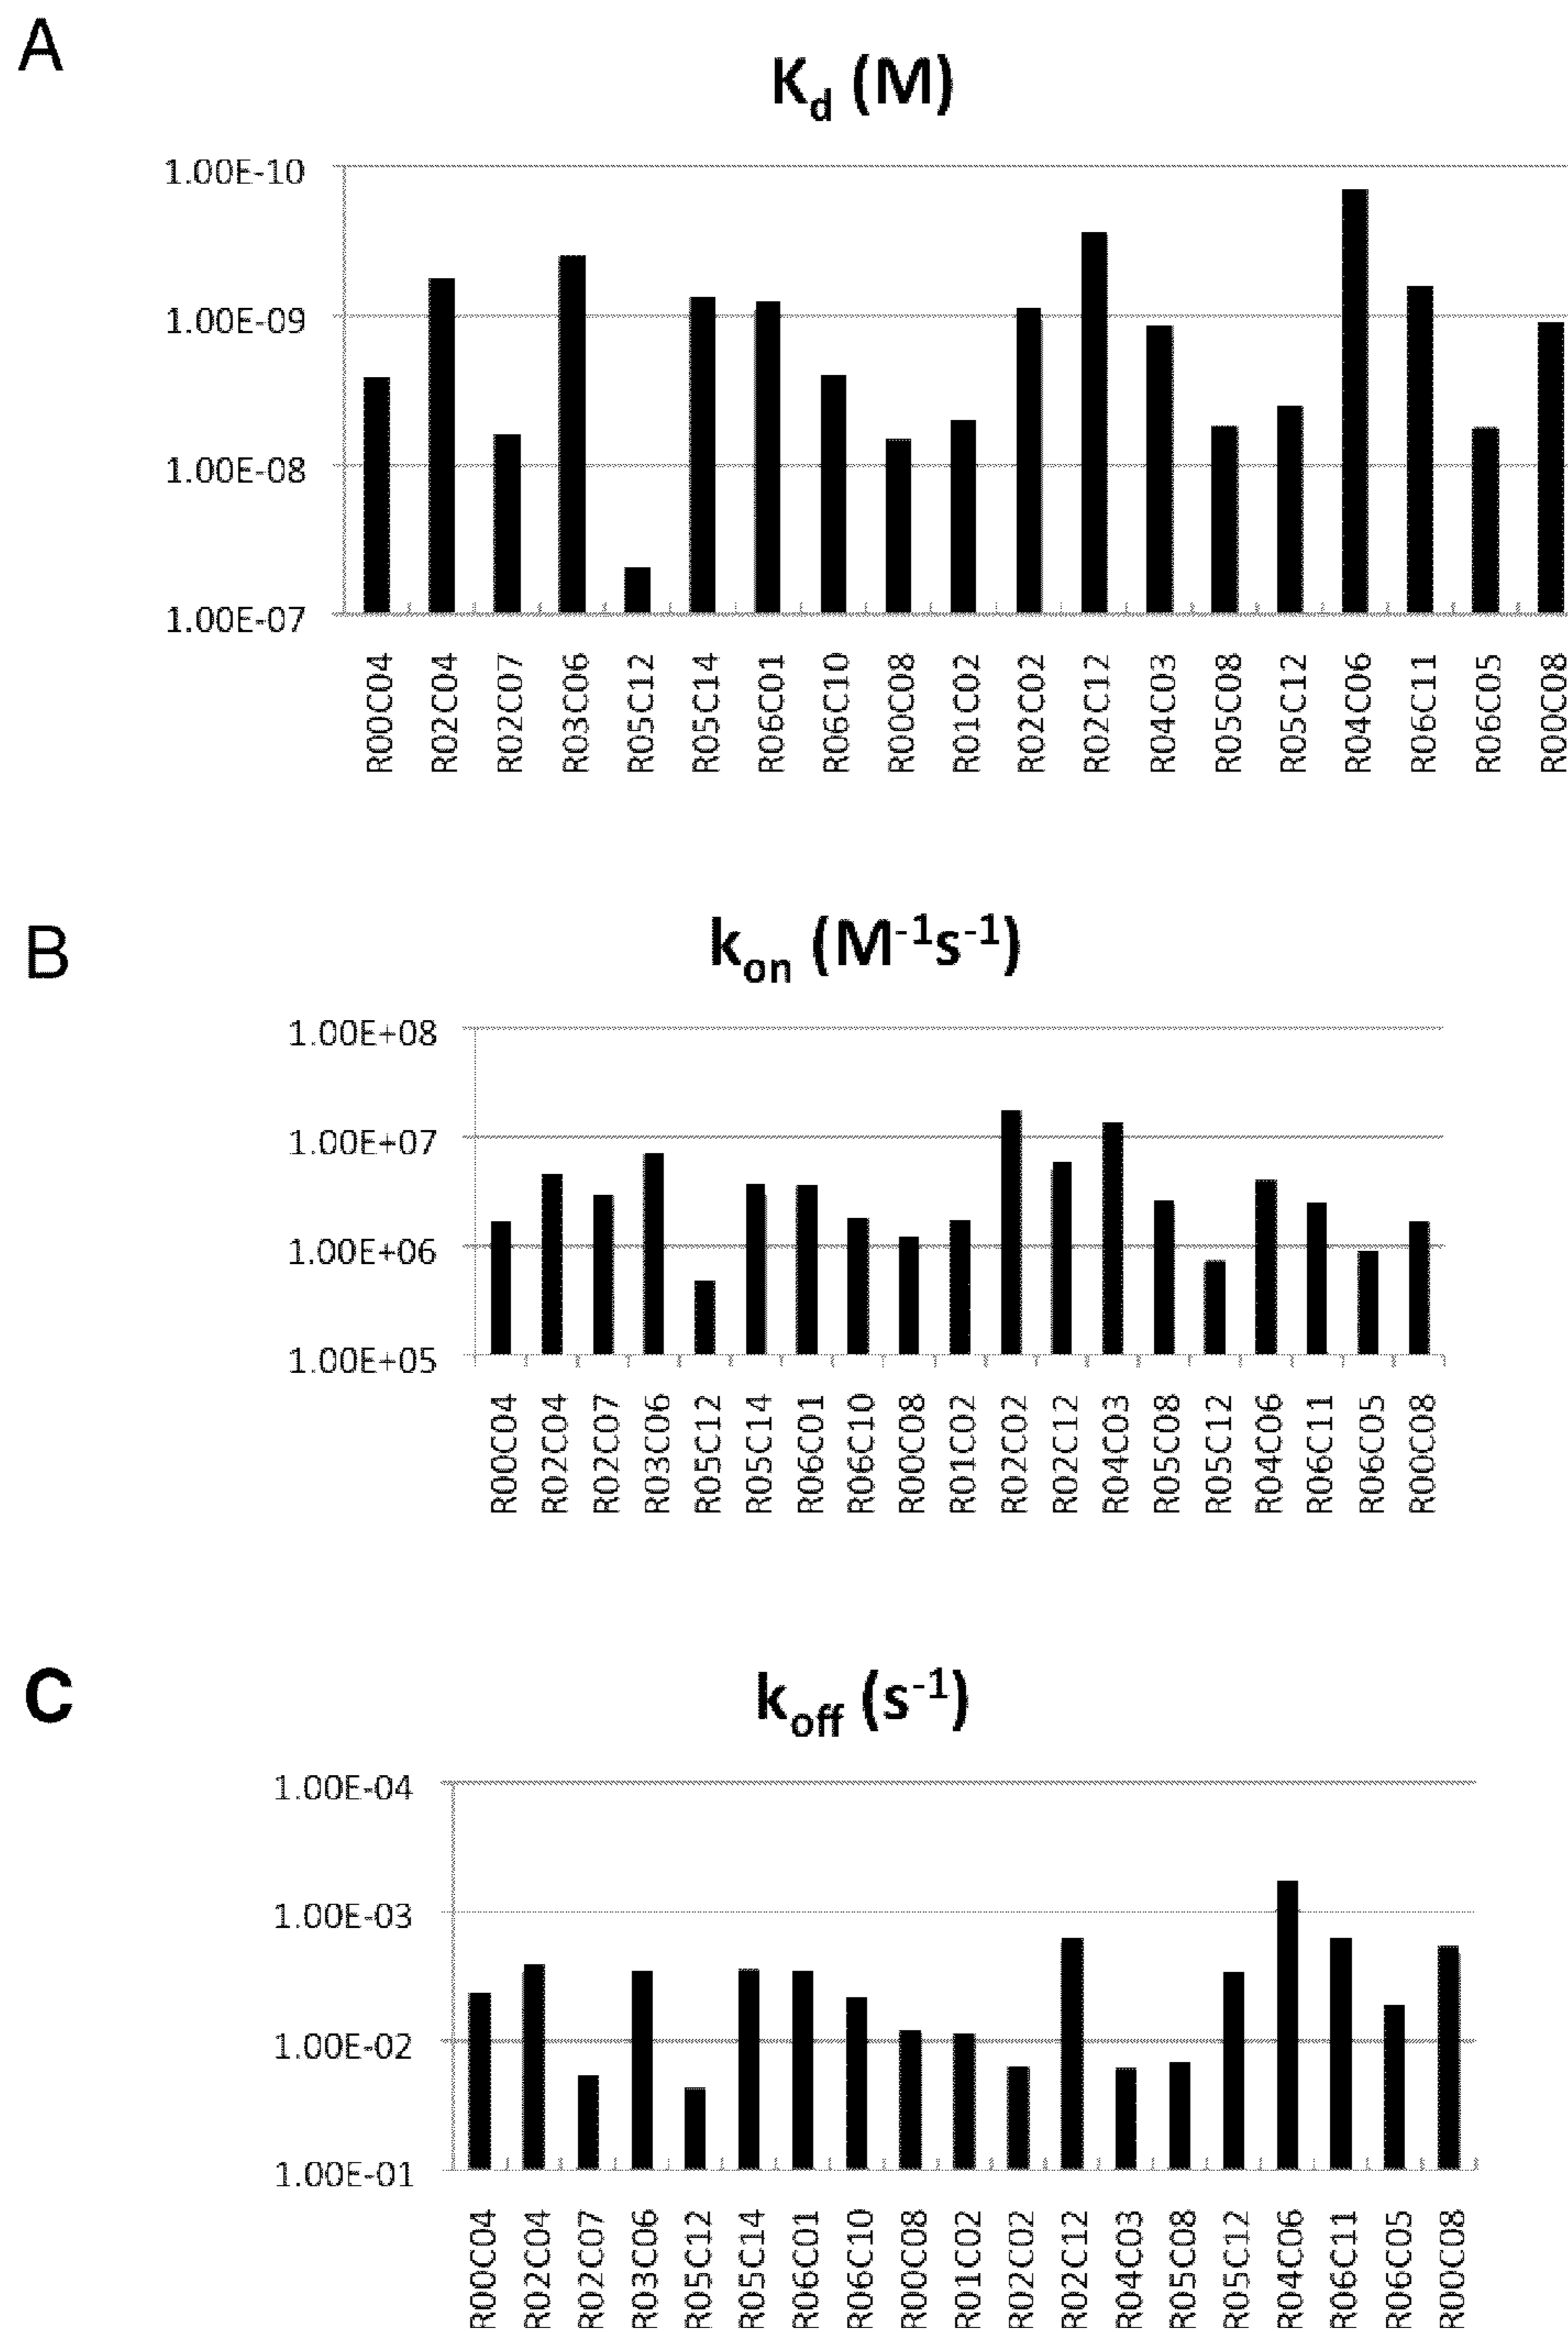 A
Kd (M)
1.00E-10
1.00E-09
1.00E-08
1.00E-07
R00C04
R02C04
R02C07
R03C06
R05C12
R05C14
R06C01
R06C10
R00C08
R01C02
R02C02
R02C12
R04C03
R05C08
R05C12
R04C06
R06C11
R06C05
R00C08
B
kon (M-1s-1)
1.00E+08
1.00E+07
1.00E+06
1.00E+05
R00C04
R02C04
R02C07
R03C06
R05C12
R05C14
R06C01
R06C10
R00C08
R01C02
R02C02
R02C12
R04C03
R05C08
R05C12
R04C06
R06C11
R06C05
R00C08
C
koff (s-1)
1.00E-04
1.00E-03
1.00E-02
1.00E-01
R00C04
R02C04
R02C07
R03C06
R05C12
R05C14
R06C01
R06C10
R00C08
R01C02
R02C02
R02C12
R04C03
R05C08
R05C12
R04C06
R06C11
R06C05
R00C08